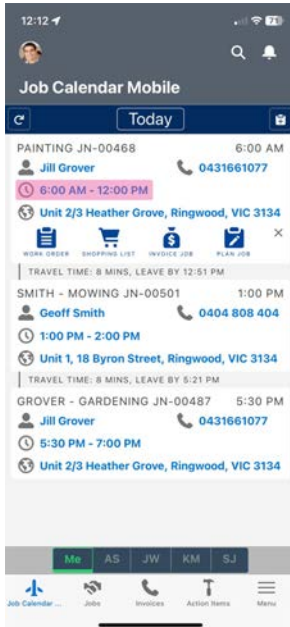 12:12
71
Job Calendar Mobile
Today
PAINTING JN-00468 6:00 AM
Jill Grover 0431661077
6:00 AM - 12:00 PM
Unit 2/3 Heather Grove, Ringwood, VIC 3134
WORK ORDER SHOPPING LIST INVOICE JOB PLAN JOB
TRAVEL TIME: 8 MINS, LEAVE BY 12:51 PM
SMITH - MOWING JN-00501 1:00 PM
Geoff Smith 0404 808 404
1:00 PM - 2:00 PM
Unit 1, 18 Byron Street, Ringwood, VIC 3134
TRAVEL TIME: 8 MINS, LEAVE BY 5:21 PM
GROVER - GARDENING JN-00487 5:30 PM
Jill Grover 0431661077
5:30 PM - 7:00 PM
Unit 2/3 Heather Grove, Ringwood, VIC 3134
Me AS JW KM SJ
Job Calendar ... Jobs Invoices Action Items Menu